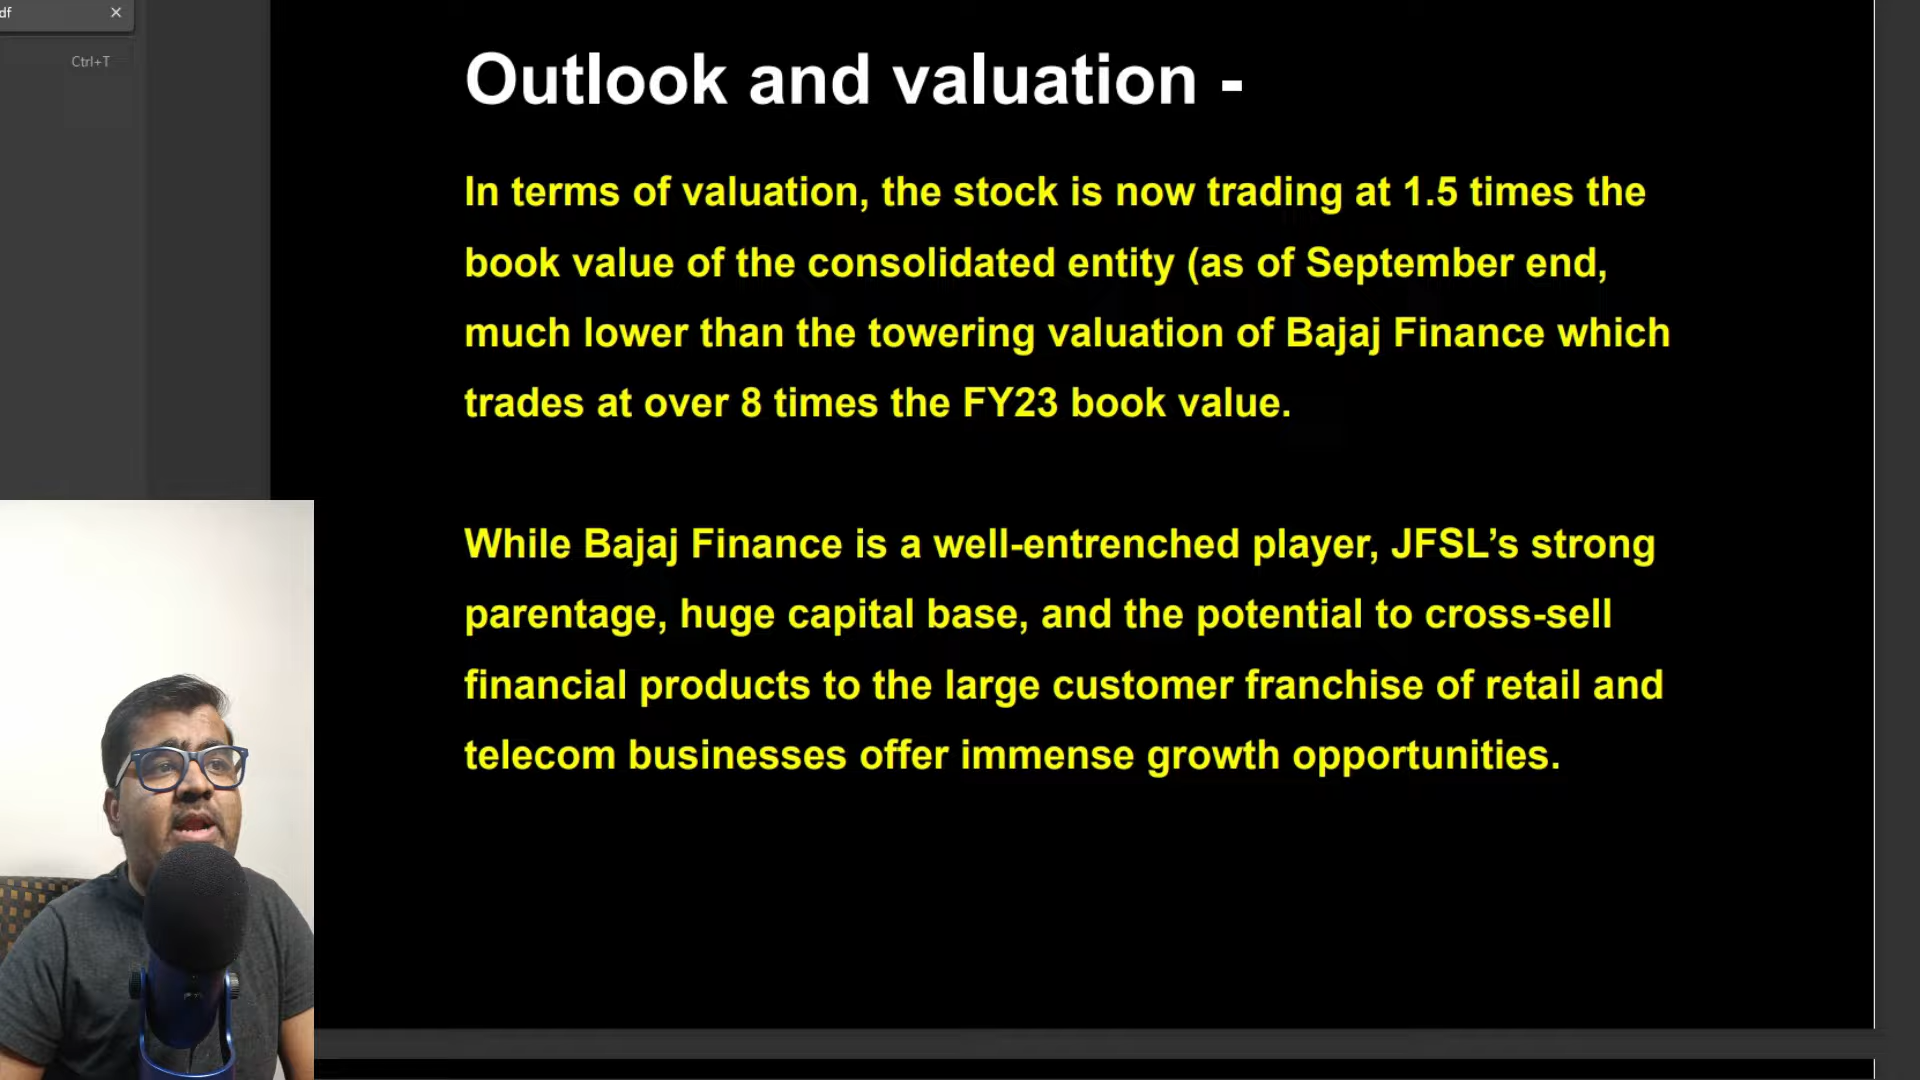 df
Ctrl+T
Outlook and valuation -
In terms of valuation, the stock is now trading at 1.5 times the
book value of the consolidated entity (as of September end,
much lower than the towering valuation of Bajaj Finance which
trades at over 8 times the FY23 book value.
While Bajaj Finance is a well-entrenched player, JFSL’s strong
parentage, huge capital base, and the potential to cross-sell
financial products to the large customer franchise of retail and
telecom businesses offer immense growth opportunities.